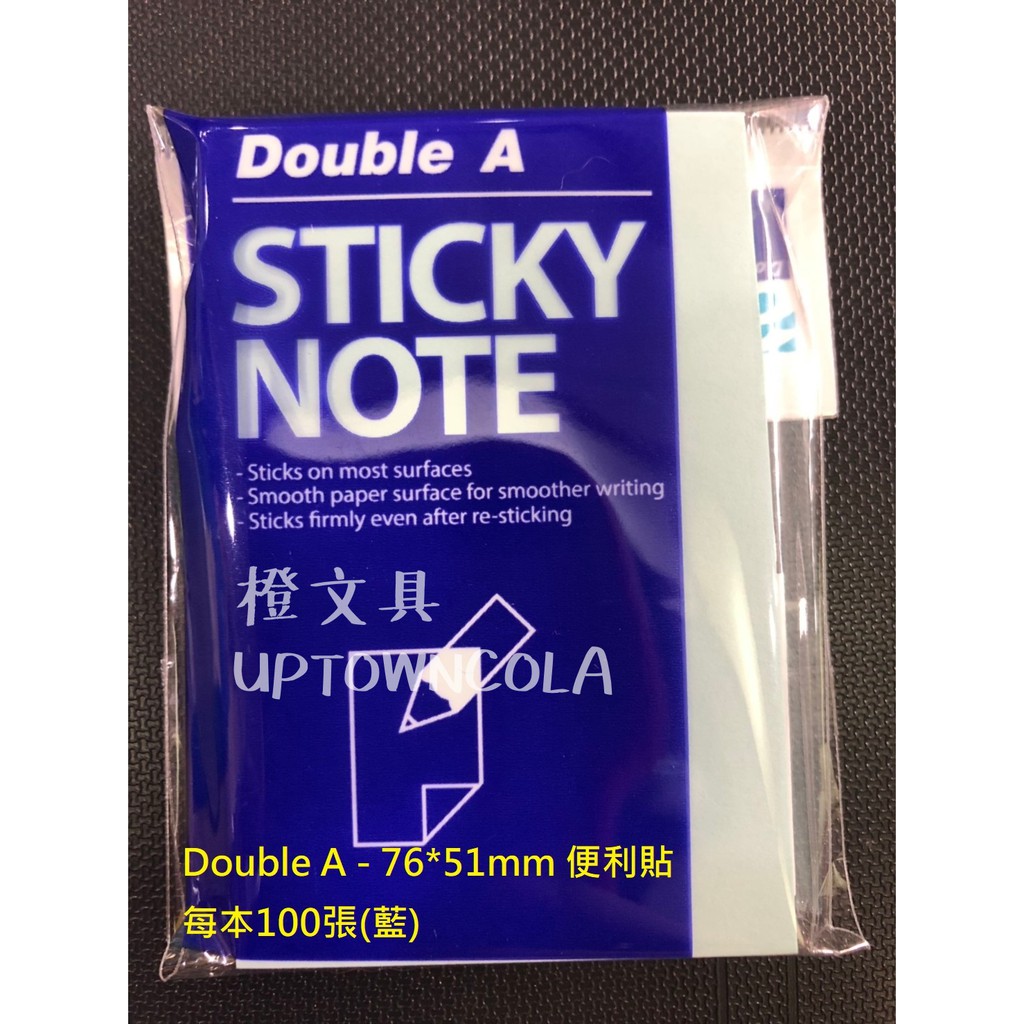 Double A
STICKY
NOTE
- Sticks on most surfaces
- Smooth paper surface for smoother writing
- Sticks firmly even after re-sticking
橙文具
UPTOWNCOLA
Double A - 76*51mm 便利貼
每本100張(藍)